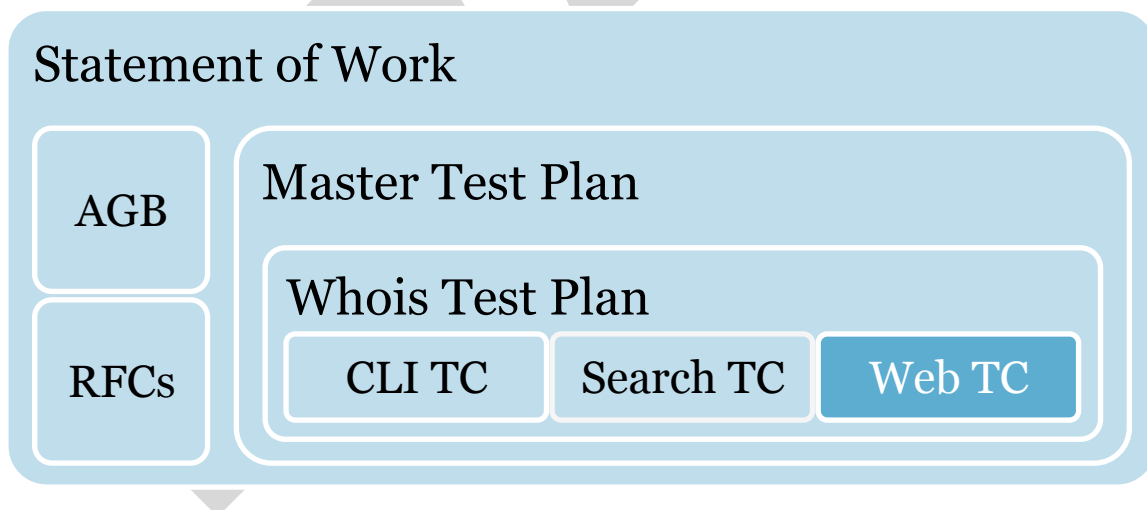 Statement of Work
AGB
Master Test Plan
Whois Test Plan
RFCs
CLI TC
Search TC
Web TC